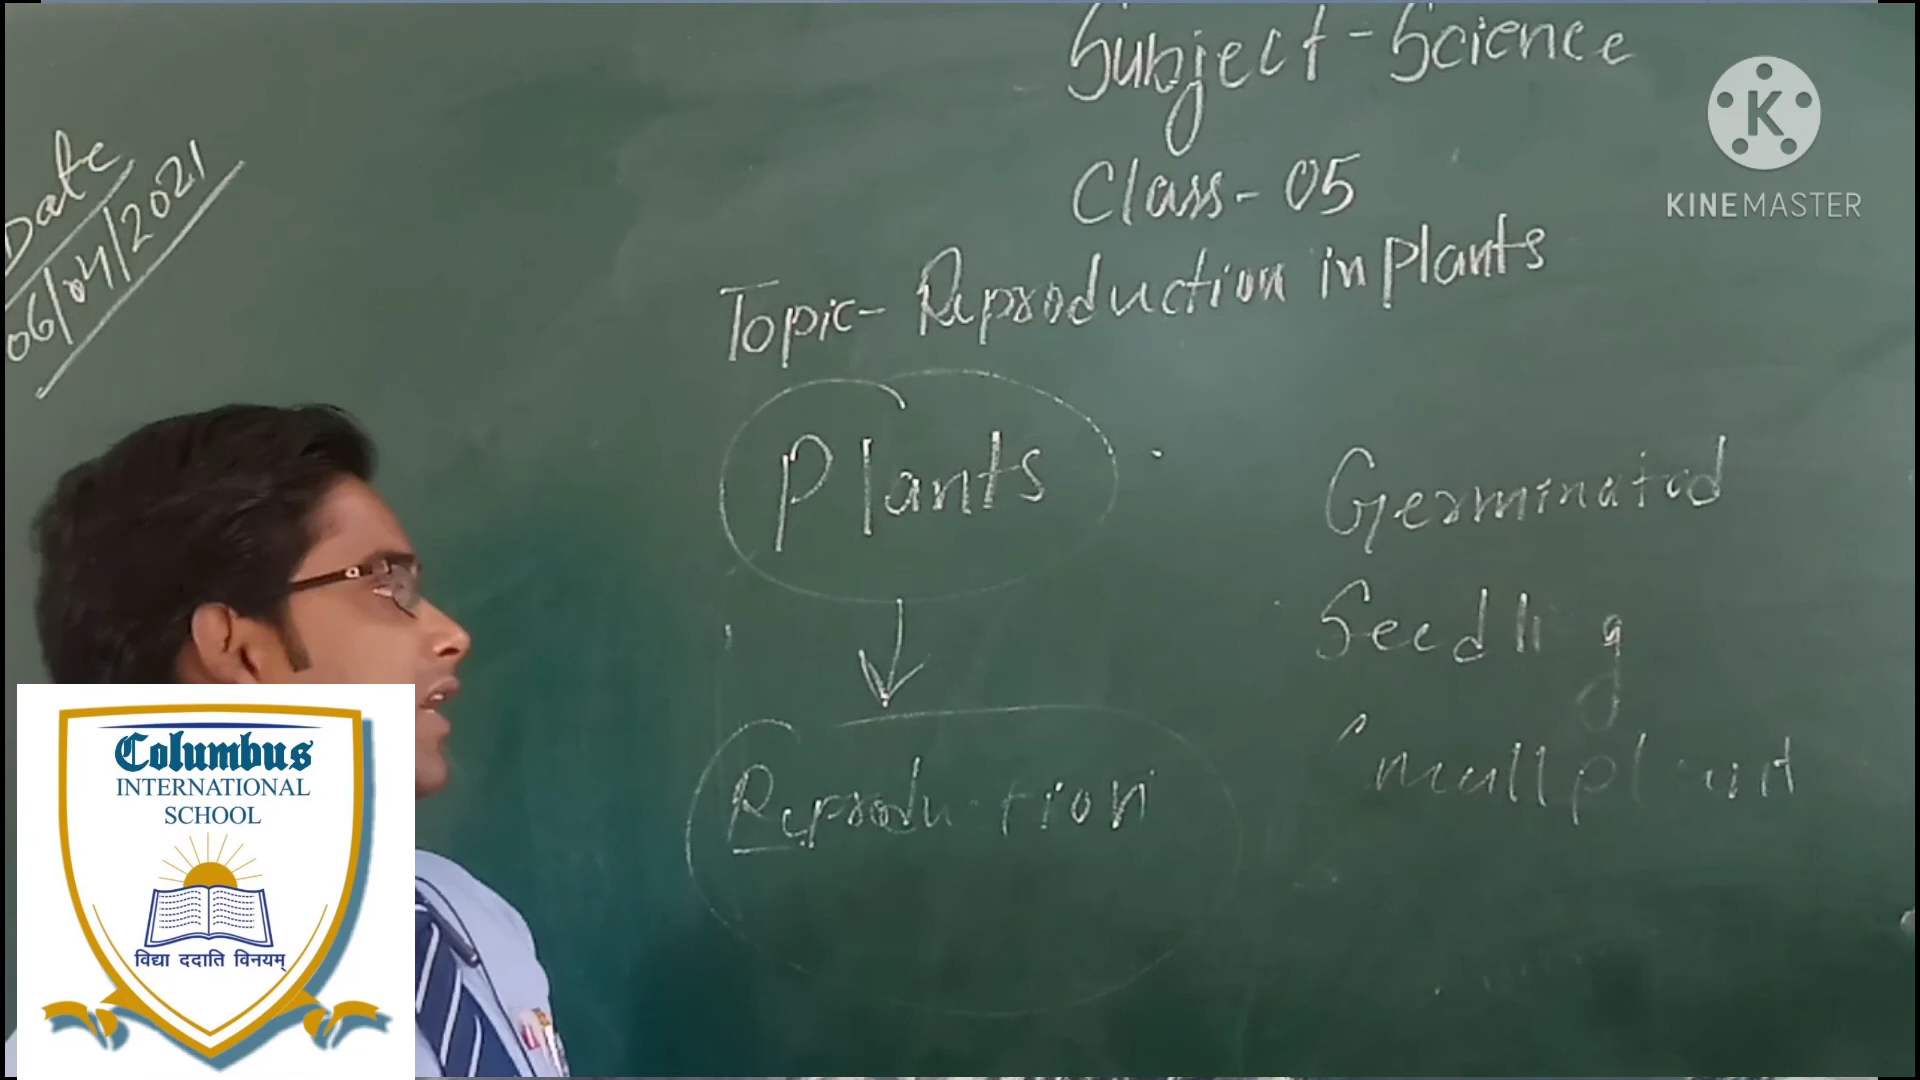 Subject - Science
Class - 05
Topic - Reproduction in plants
Date
06/04/2021
Plants
Reproduction
Germinated
Seedling
Small plant
KINEMASTER
K
Columbus
INTERNATIONAL
SCHOOL
विद्या ददाति विनयम्